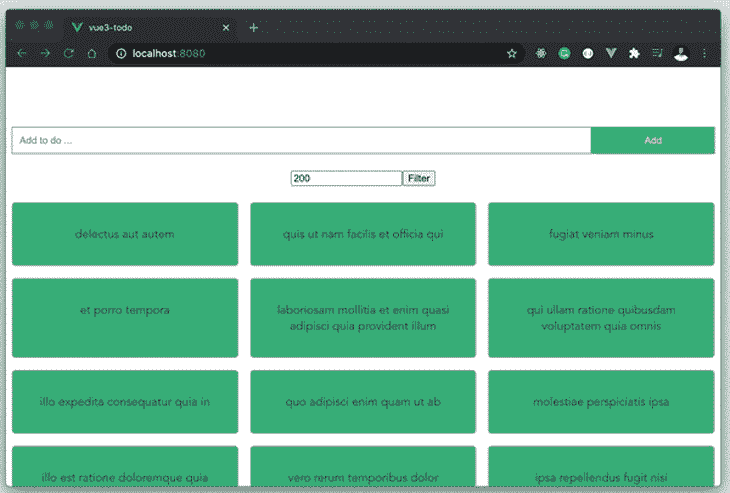 vue3-todo
localhost:8080
Add to do ...
Add
200
Filter
delectus aut autem
quis ut nam facilis et officia qui
fugiat veniam minus
et porro tempora
laboriosam mollitia et enim quasi
adipisci quia provident illum
qui ullam ratione quibusdam
voluptatem quia omnis
illo expedita consequatur quia in
quo adipisci enim quam ut ab
molestiae perspiciatis ipsa
illo est ratione doloremque quia
vero rerum temporibus dolor
ipsa repellendus fugit nisi